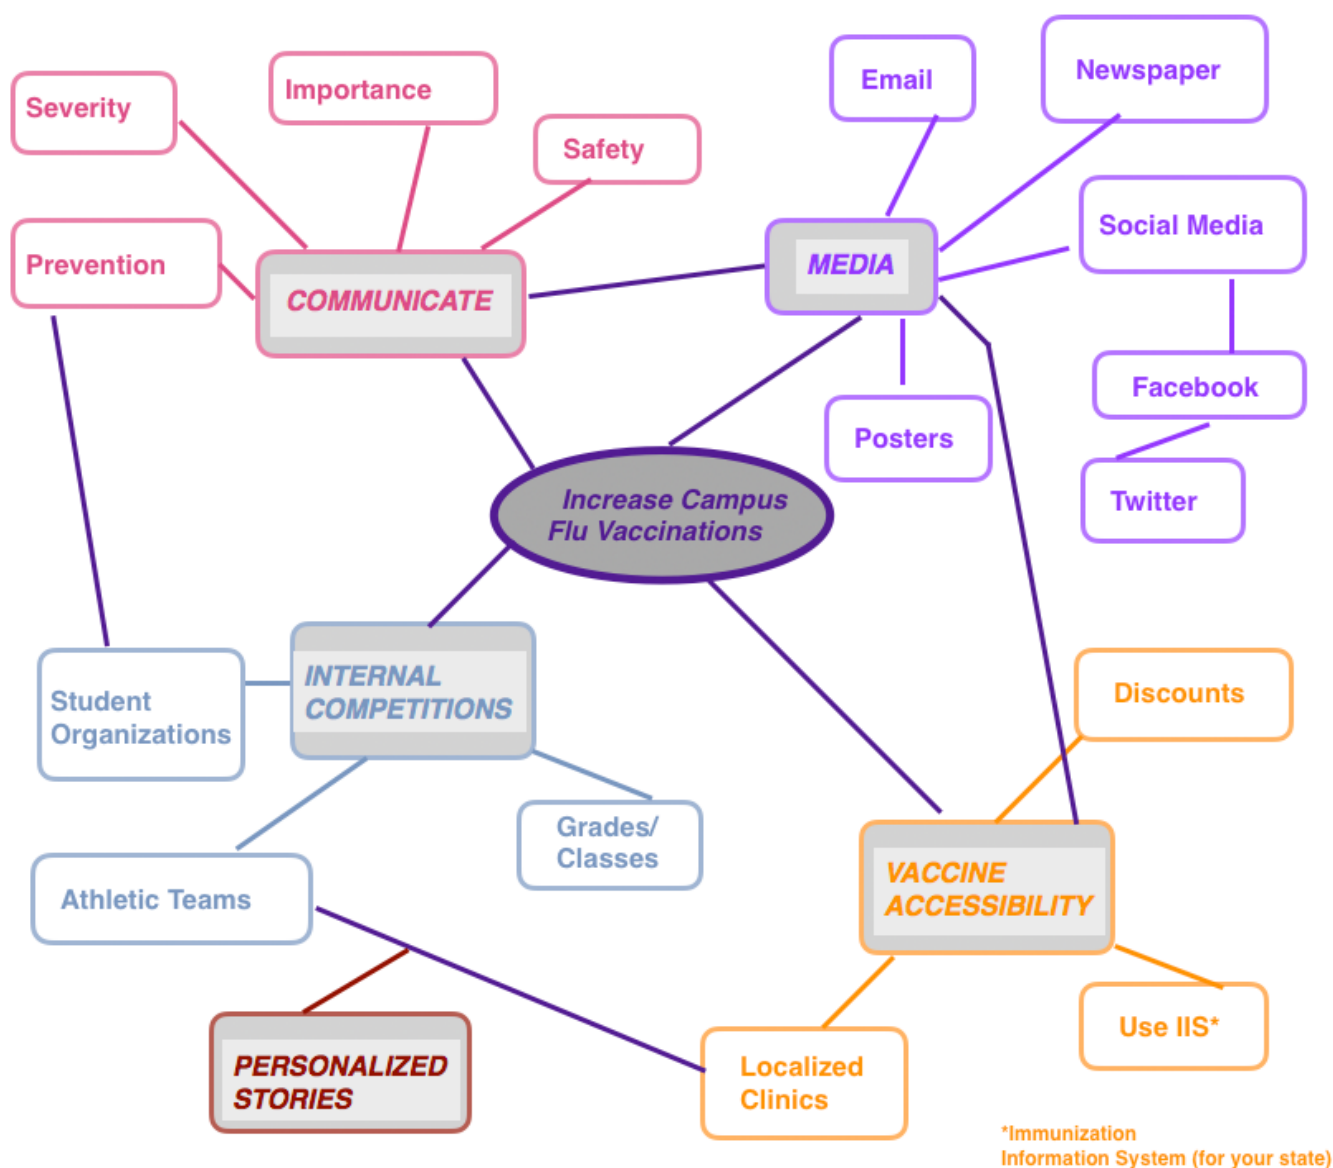 Email
Newspaper
Severity
Importance
Safety
Social Media
Prevention
MEDIA
COMMUNICATE
Facebook
Posters
Twitter
Increase Campus
Flu Vaccinations
INTERNAL
COMPETITIONS
Student
Organizations
Discounts
Grades/
Classes
Athletic Teams
VACCINE
ACCESSIBILITY
Use IIS*
PERSONALIZED
STORIES
Localized
Clinics
*Immunization
Information System (for your state)